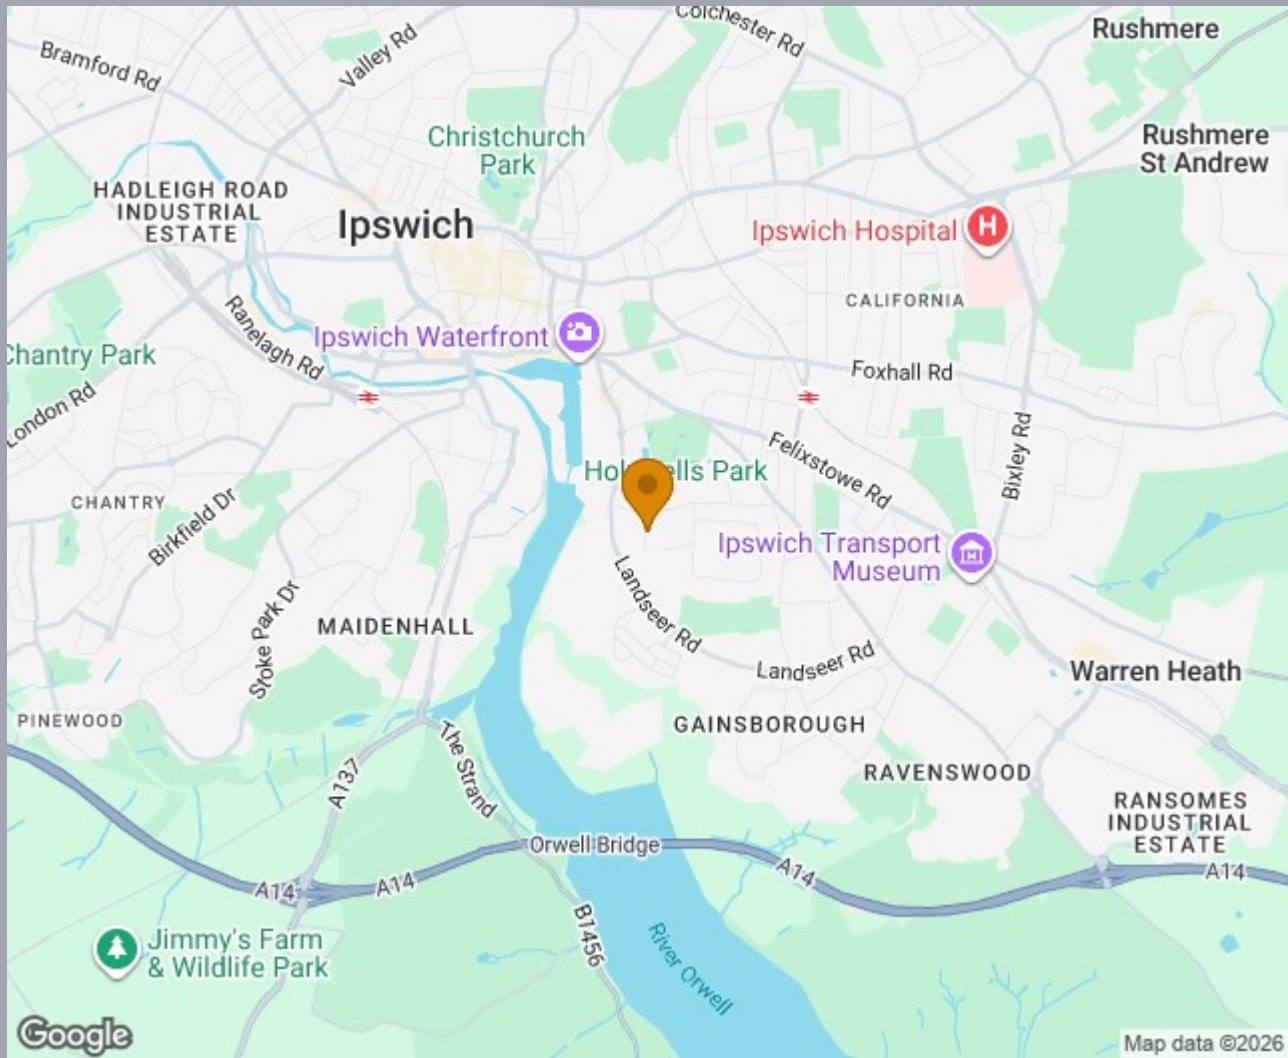 Colchester Rd
Rushmere
Bramford Rd
Valley Rd
Christchurch
Park
Rushmere
St Andrew
HADLEIGH ROAD
INDUSTRIAL
ESTATE
Ipswich
Ipswich Hospital
H
CALIFORNIA
Ranelagh Rd
Ipswich Waterfront
Chantry Park
Foxhall Rd
London Rd
Felixstowe Rd
Bixley Rd
Park
CHANTRY
Birkfield Dr
Ipswich Transport
Museum
Landseer Rd
Stoke Park Dr
MAIDENHALL
Landseer Rd
Warren Heath
PINEWOOD
GAINSBOROUGH
The Strand
A137
RAVENSWOOD
RANSOMES
INDUSTRIAL
ESTATE
Orwell Bridge
A14
A14
A14
A14
B1456
River Orwell
Jimmy's Farm
& Wildlife Park
Google
Map data ©2026